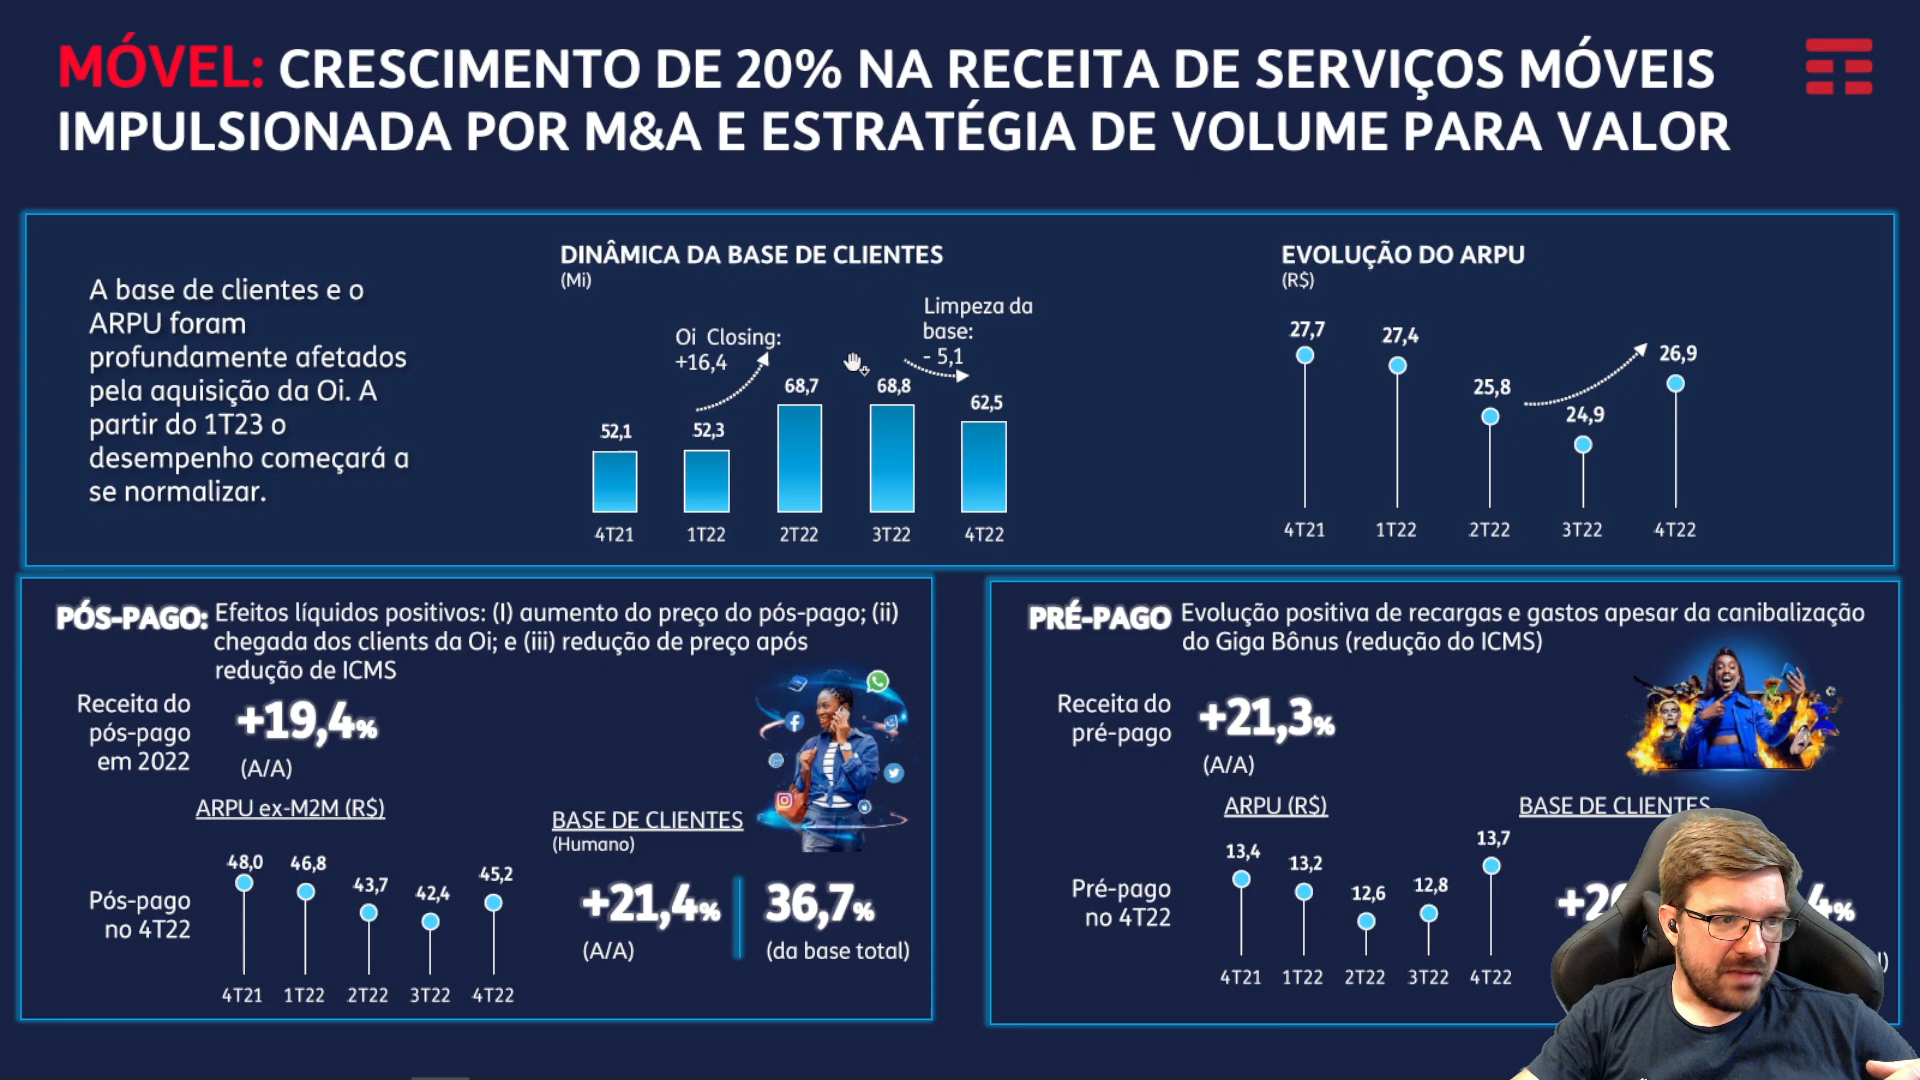 MÓVEL: CRESCIMENTO DE 20% NA RECEITA DE SERVIÇOS MÓVEIS
IMPULSIONADA POR M&A E ESTRATÉGIA DE VOLUME PARA VALOR
A base de clientes e o
ARPU foram
profundamente afetados
pela aquisição da Oi. A
partir do 1T23 o
desempenho começará a
se normalizar.
DINÂMICA DA BASE DE CLIENTES
(Mi)
Oi Closing:
+16,4
Limpeza da
base:
- 5,1
52,1
52,3
68,7
68,8
62,5
4T21
1T22
2T22
3T22
4T22
EVOLUÇÃO DO ARPU
(R$)
27,7
27,4
25,8
24,9
26,9
4T21
1T22
2T22
3T22
4T22
PÓS-PAGO: Efeitos líquidos positivos: (I) aumento do preço do pós-pago; (ii)
chegada dos clients da Oi; e (iii) redução de preço após
redução de ICMS
Receita do
pós-pago
em 2022
+19,4%
(A/A)
ARPU ex-M2M (R$)
Pós-pago
no 4T22
48,0
46,8
43,7
42,4
45,2
4T21
1T22
2T22
3T22
4T22
BASE DE CLIENTES
(Humano)
+21,4%
(A/A)
36,7%
(da base total)
PRÉ-PAGO Evolução positiva de recargas e gastos apesar da canibalização
do Giga Bônus (redução do ICMS)
Receita do
pré-pago
+21,3%
(A/A)
ARPU (R$)
Pré-pago
no 4T22
13,4
13,2
12,6
12,8
13,7
4T21
1T22
2T22
3T22
4T22
BASE DE CLIENTES